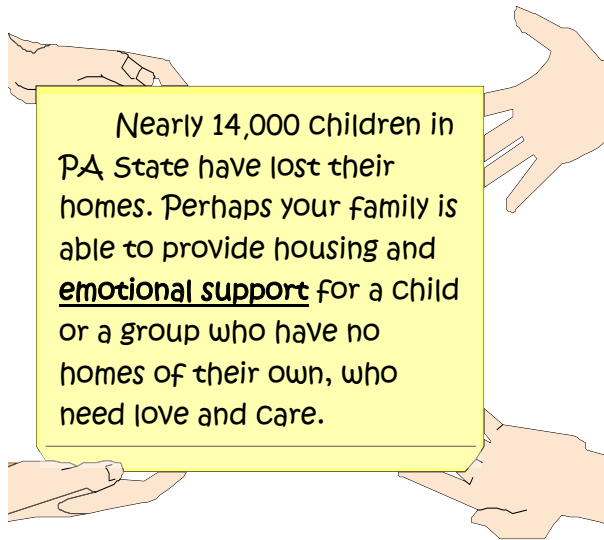 Nearly 14,000 children in
PA State have lost their
homes. Perhaps your family is
able to provide housing and
emotional support for a child
or a group who have no
homes of their own, who
need love and care.